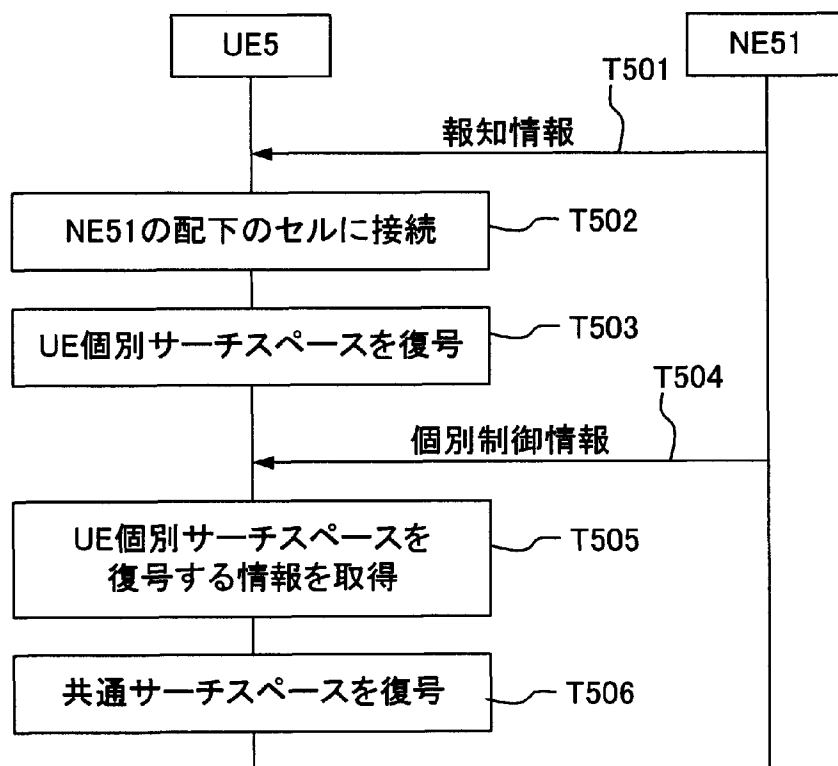 UE5
NE51
T501
報知情報
NE51の配下のセルに接続
T502
UE個別サーチスペースを復号
T503
T504
個別制御情報
UE個別サーチスペースを
復号する情報を取得
T505
共通サーチスペースを復号
T506